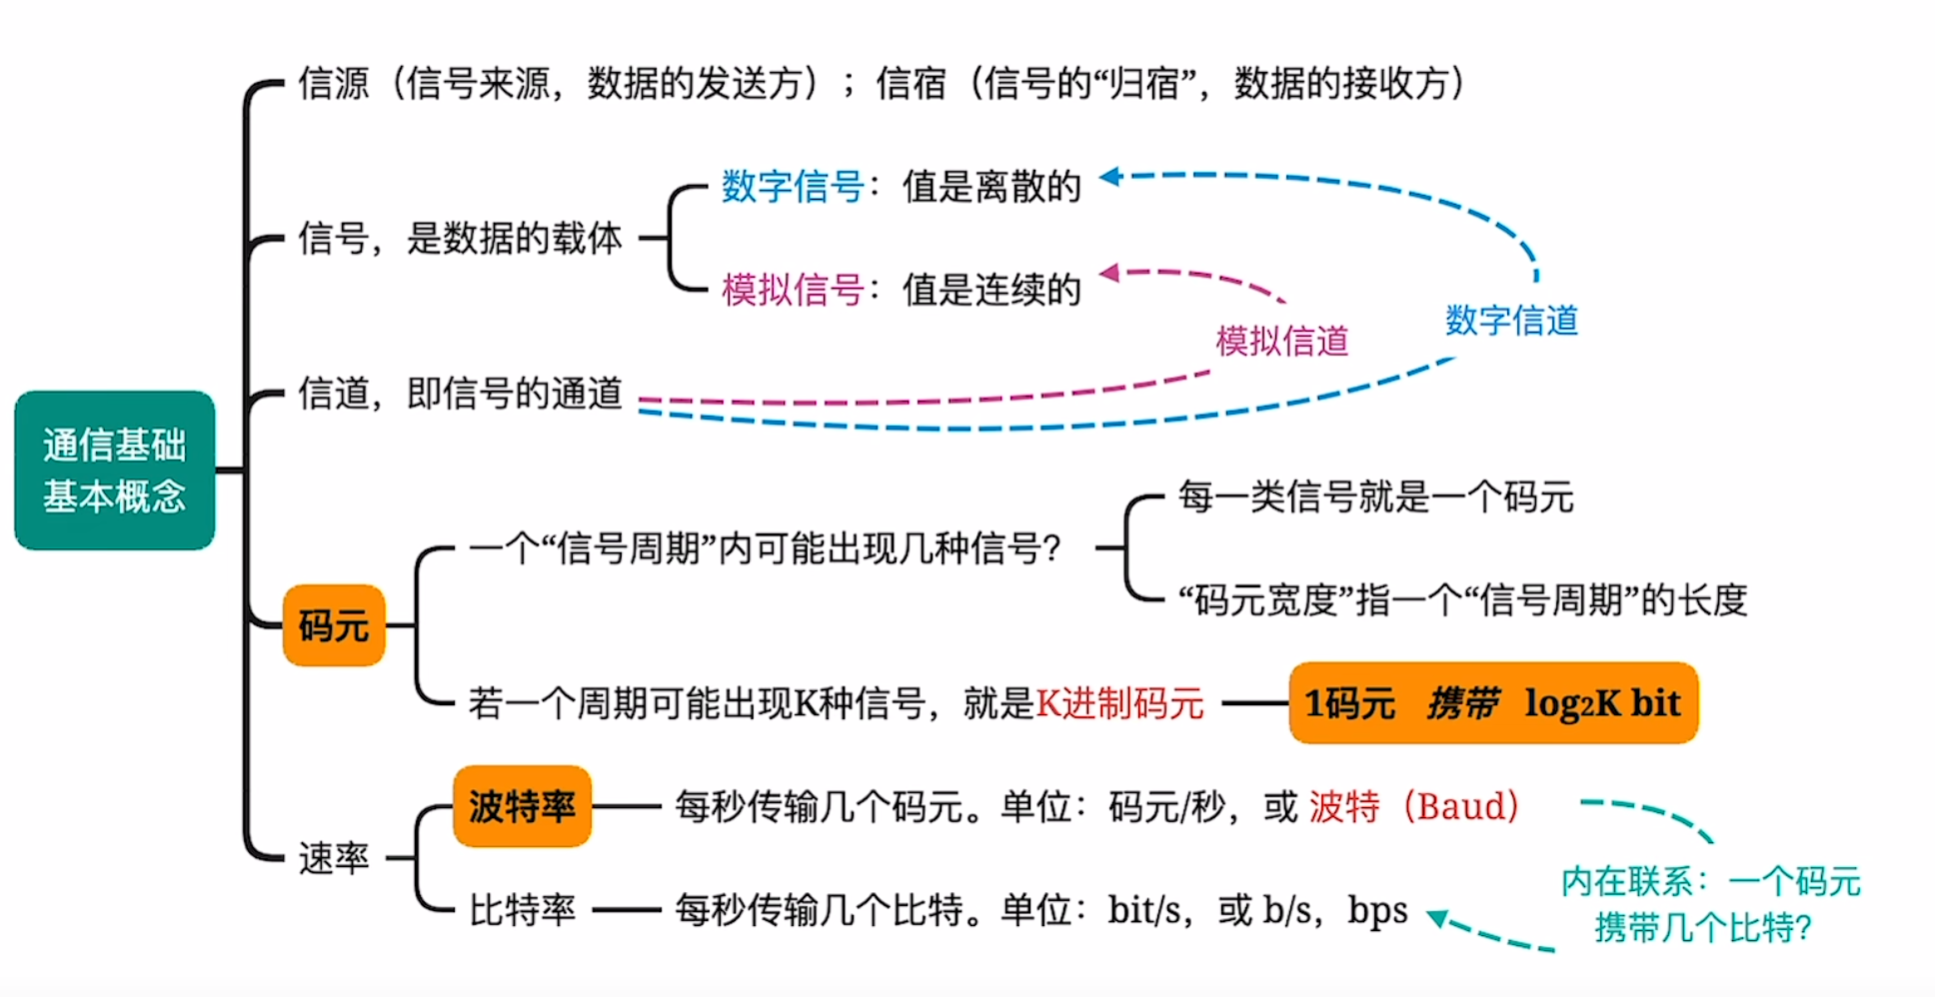 信源（信号来源，数据的发送方）；信宿（信号的“归宿”，数据的接收方）
数字信号：值是离散的
信号，是数据的载体
模拟信号：值是连续的
数字信道
模拟信道
信道，即信号的通道
通信基础
基本概念
每一类信号就是一个码元
一个“信号周期”内可能出现几种信号？
“码元宽度”指一个“信号周期”的长度
码元
若一个周期可能出现K种信号，就是K进制码元
1码元 携带 log₂K bit
波特率
每秒传输几个码元。单位：码元/秒，或 波特（Baud）
速率
内在联系：一个码元
携带几个比特？
比特率
每秒传输几个比特。单位：bit/s，或 b/s，bps